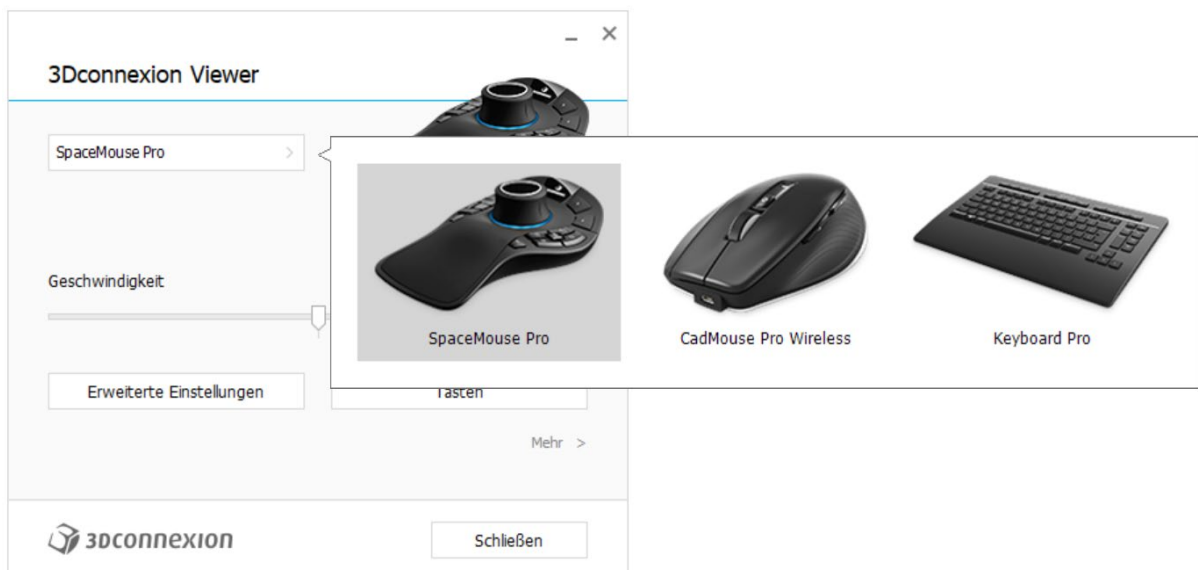 3Dconnexion Viewer
SpaceMouse Pro
Geschwindigkeit
SpaceMouse Pro
CadMouse Pro Wireless
Keyboard Pro
Erweiterte Einstellungen
Tasten
Mehr >
3Dconnexion
Schließen